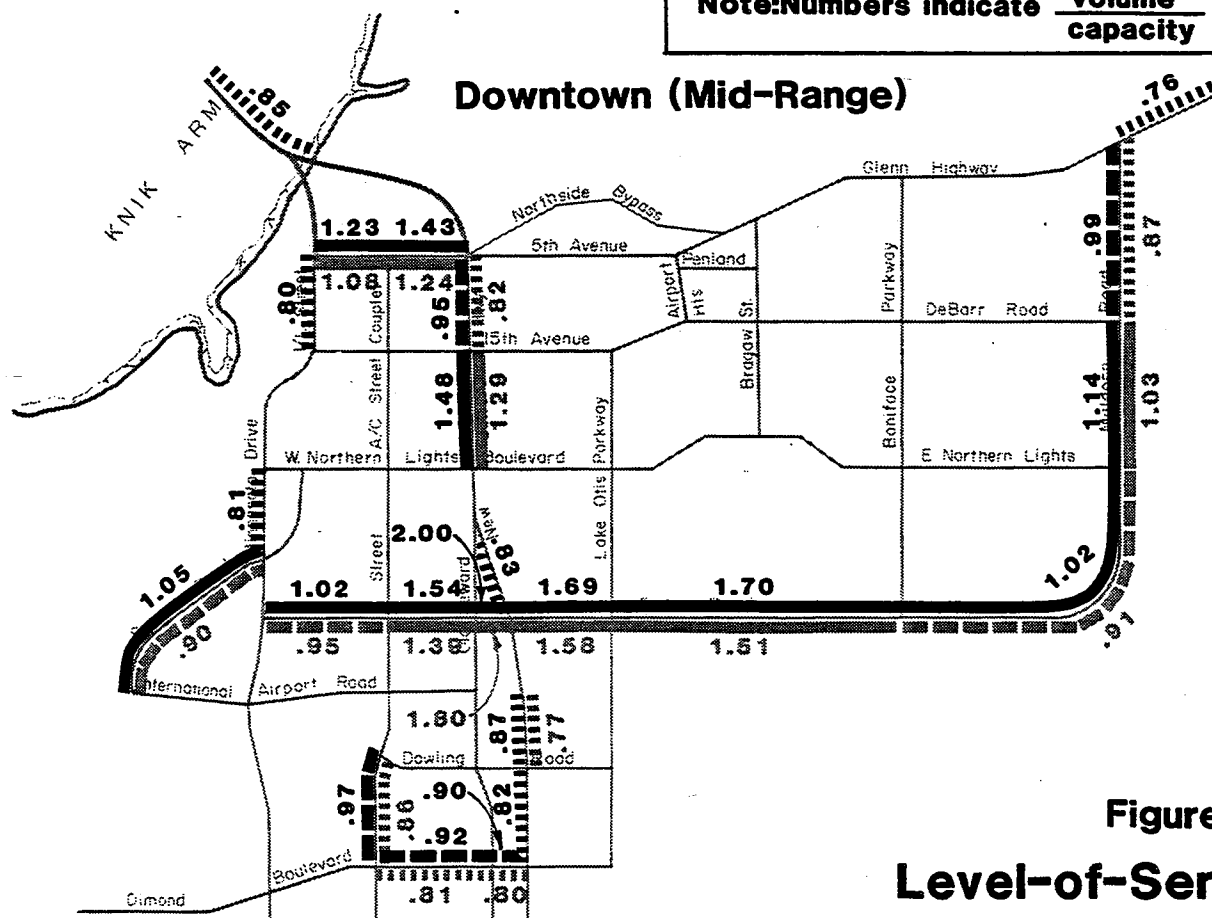 Note:Numbers indicate volume
capacity
Downtown (Mid-Range)
.76
.85
KNIK ARM
Glenn Highway
Northside Bypass
1.23 1.43
5th Avenue
.99
.87
Penland
1.08 1.24
.80
.95
.82
Airport Hts
Parkway
DeBarr Road
A/C Street Couplet
15th Avenue
Bragaw St.
1.48
1.29
1.14
1.03
Boniface
Drive
Lake Otis Parkway
W. Northern Lights Boulevard
E Northern Lights
.81
Street
2.00
New
.83
1.05
1.02
1.02 1.54 1.69 1.70
.90
.95 1.39 1.58 1.51
.91
International Airport Road
1.80
.87
.77
Dowling Road
.97
.86
.90
.82
.92
Dimond Boulevard
.81 .80
Figure
Level-of-Ser